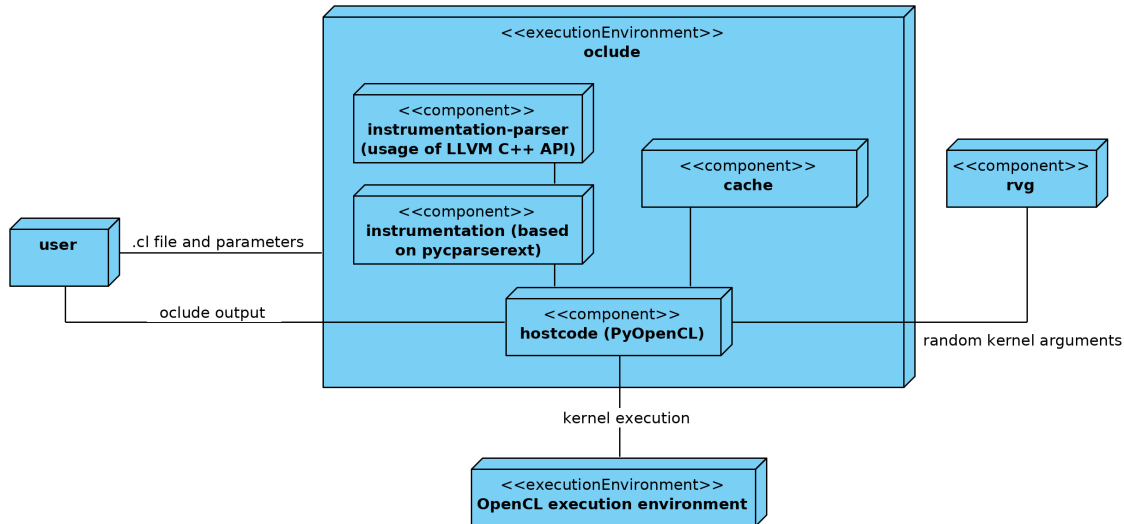 <<executionEnvironment>>
oclude
<<component>>
instrumentation-parser
(usage of LLVM C++ API)
<<component>>
cache
<<component>>
rvg
<<component>>
instrumentation (based
on pycparserext)
user
.cl file and parameters
oclude output
<<component>>
hostcode (PyOpenCL)
random kernel arguments
kernel execution
<<executionEnvironment>>
OpenCL execution environment